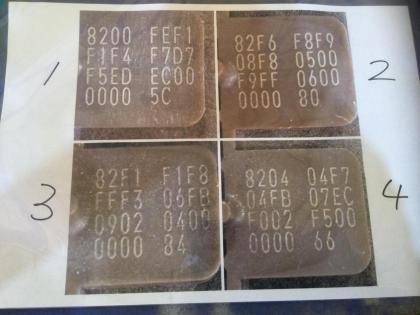 1
8200 FEF1
F1F4 F7D7
F5ED EC00
0000 5C
2
82F6 F8F9
08F8 0500
F9FF 0600
0000 80
3
82F1 F1F8
FFF3 06FB
0902 0400
0000 84
4
8204 04F7
04FB 07EC
F002 F500
0000 66